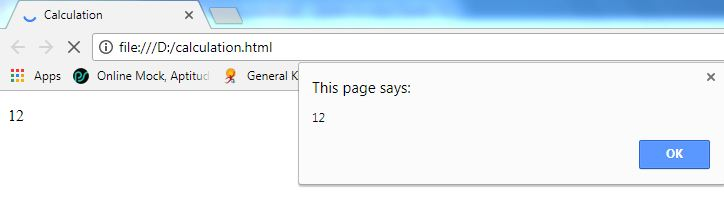 Calculation
file:///D:/calculation.html
Apps Online Mock, Aptitud General K
12
This page says:
12
OK